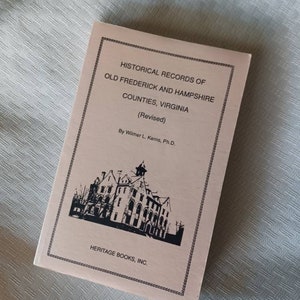 HISTORICAL RECORDS OF
OLD FREDERICK AND HAMPSHIRE
COUNTIES, VIRGINIA
(Revised)
By Wilmer L. Kerns, Ph.D.
HERITAGE BOOKS, INC.